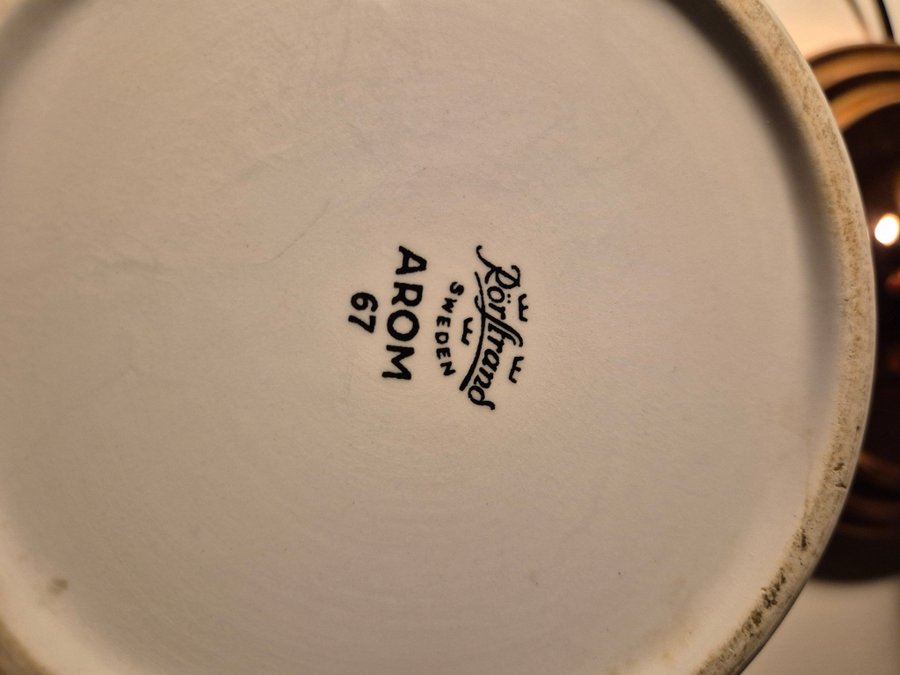 Rörstrand
SWEDEN
AROM
67